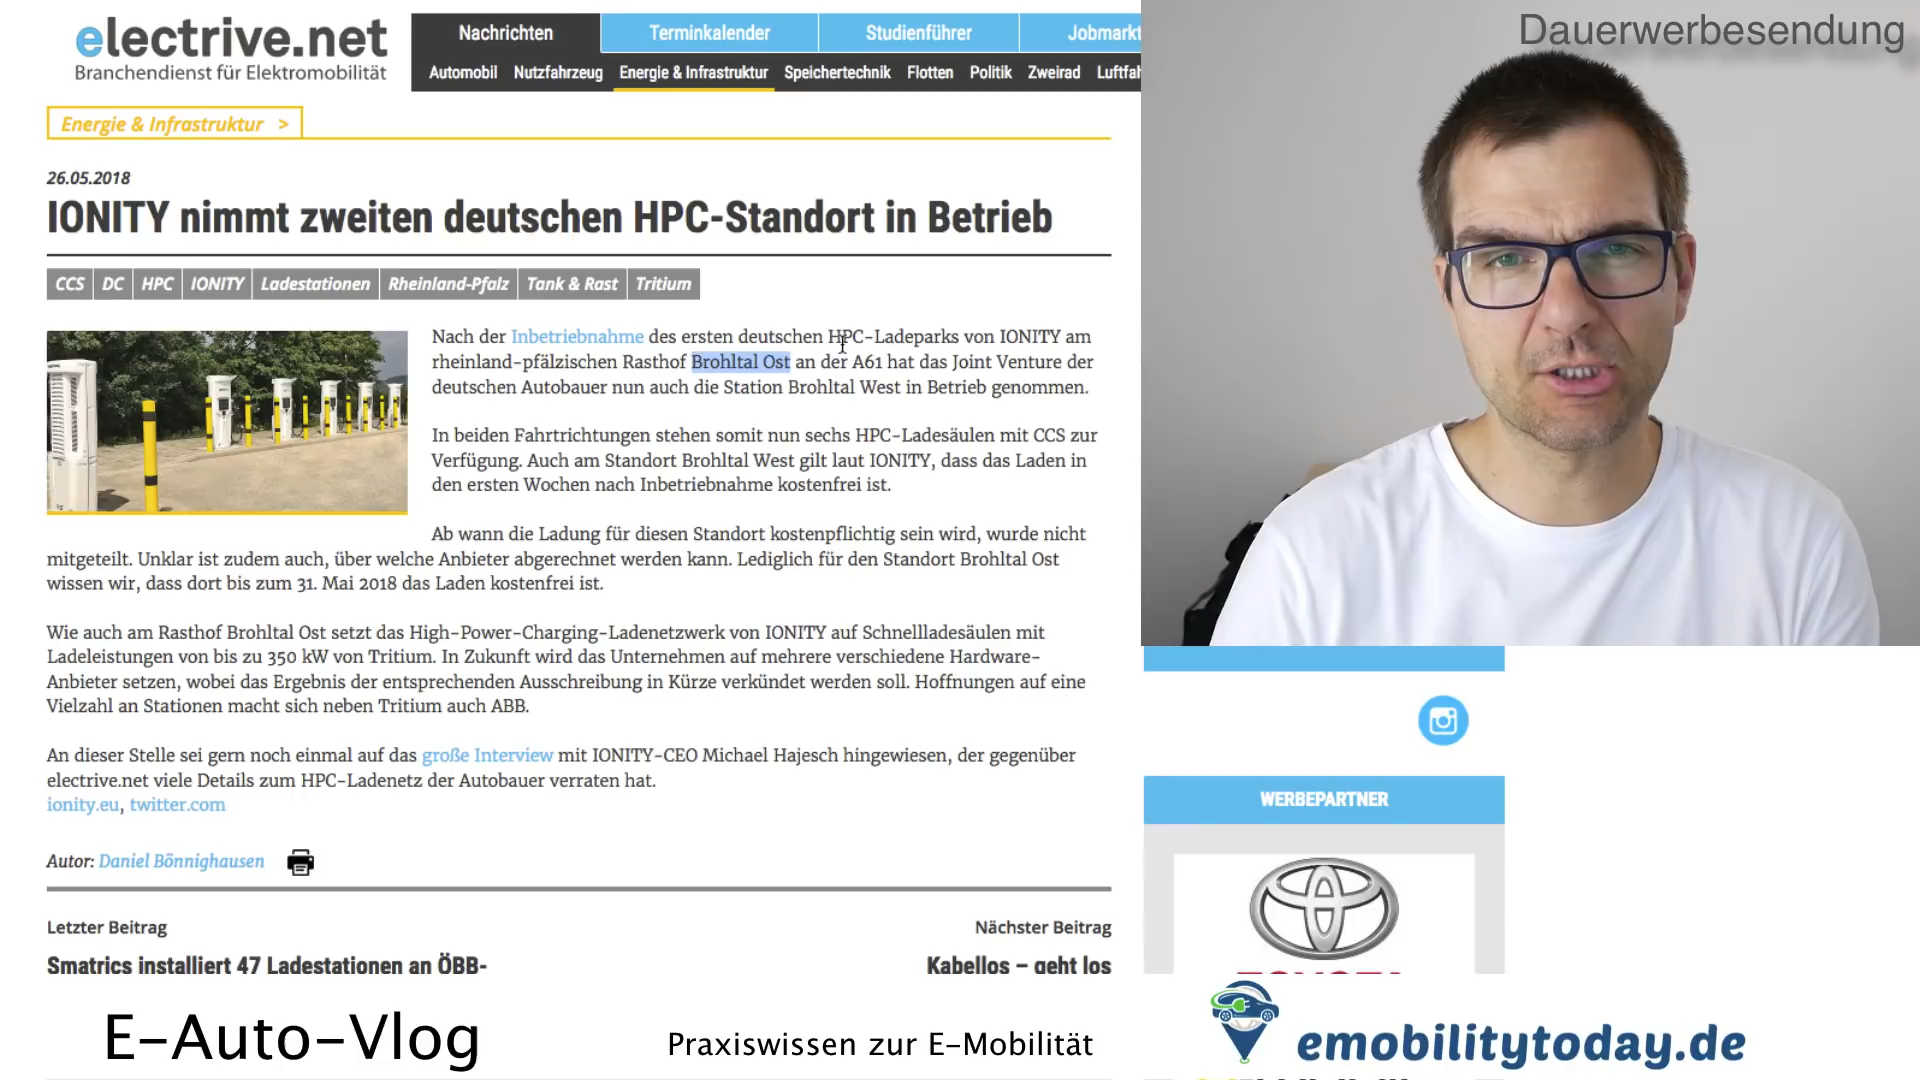 electrive.net
Branchendienst für Elektromobilität
Nachrichten
Terminkalender
Studienführer
Jobmarkt
Automobil
Nutzfahrzeug
Energie & Infrastruktur
Speichertechnik
Flotten
Politik
Zweirad
Dauerwerbesendung
Energie & Infrastruktur >
26.05.2018
IONITY nimmt zweiten deutschen HPC-Standort in Betrieb
CCS
DC
HPC
IONITY
Ladestationen
Rheinland-Pfalz
Tank & Rast
Tritium
Nach der Inbetriebnahme des ersten deutschen HPC-Ladeparks von IONITY am
rheinland-pfälzischen Rasthof Brohltal Ost an der A61 hat das Joint Venture der
deutschen Autobauer nun auch die Station Brohltal West in Betrieb genommen.
In beiden Fahrtrichtungen stehen somit nun sechs HPC-Ladesäulen mit CCS zur
Verfügung. Auch am Standort Brohltal West gilt laut IONITY, dass das Laden in
den ersten Wochen nach Inbetriebnahme kostenfrei ist.
Ab wann die Ladung für diesen Standort kostenpflichtig sein wird, wurde nicht
mitgeteilt. Unklar ist zudem auch, über welche Anbieter abgerechnet werden kann. Lediglich für den Standort Brohltal Ost
wissen wir, dass dort bis zum 31. Mai 2018 das Laden kostenfrei ist.
Wie auch am Rasthof Brohltal Ost setzt das High-Power-Charging-Ladenetzwerk von IONITY auf Schnellladesäulen mit
Ladeleistungen von bis zu 350 kW von Tritium. In Zukunft wird das Unternehmen auf mehrere verschiedene Hardware-
Anbieter setzen, wobei das Ergebnis der entsprechenden Ausschreibung in Kürze verkündet werden soll. Hoffnungen auf eine
Vielzahl an Stationen macht sich neben Tritium auch ABB.
An dieser Stelle sei gern noch einmal auf das große Interview mit IONITY-CEO Michael Hajesch hingewiesen, der gegenüber
electrive.net viele Details zum HPC-Ladenetz der Autobauer verraten hat.
ionity.eu, twitter.com
Autor: Daniel Bönnighausen
WERBEPARTNER
Letzter Beitrag
Nächster Beitrag
Smatrics installiert 47 Ladestationen an ÖBB-
Kabellos – geht los
E-Auto-Vlog
Praxiswissen zur E-Mobilität
emobilitytoday.de